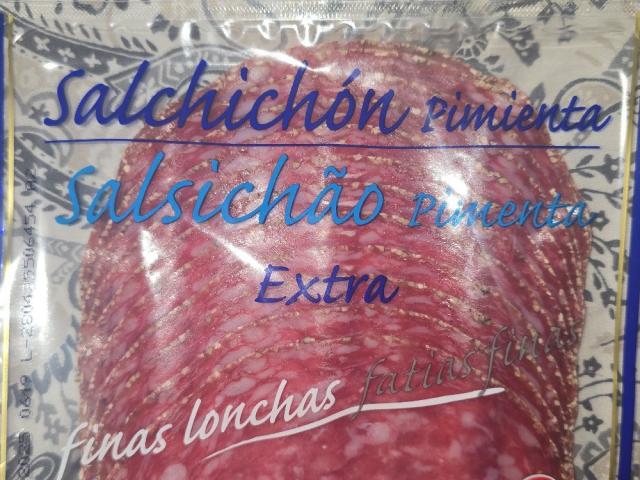 Salchichón Pimienta
Salsichão Pimenta
Extra
finas lonchas fatias finas